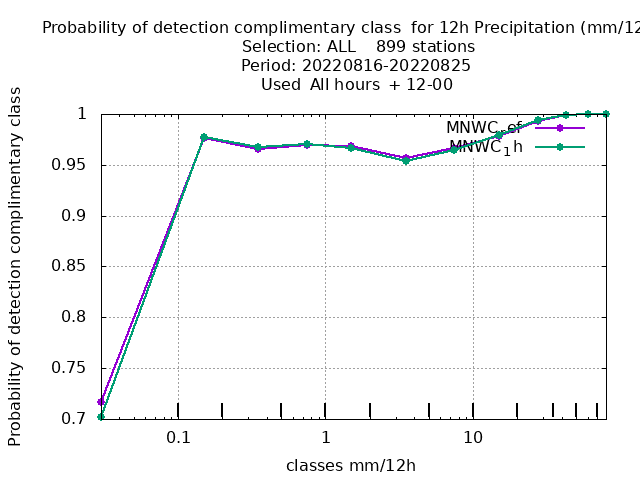 Probability of detection complimentary class  for 12h Precipitation (mm/12
Selection: ALL    899 stations
Period: 20220816-20220825
Used  All hours  + 12-00
Probability of detection complimentary class
1
0.95
0.9
0.85
0.8
0.75
0.7
MNWC_ref
MNWC_1h
0.1
1
10
classes mm/12h